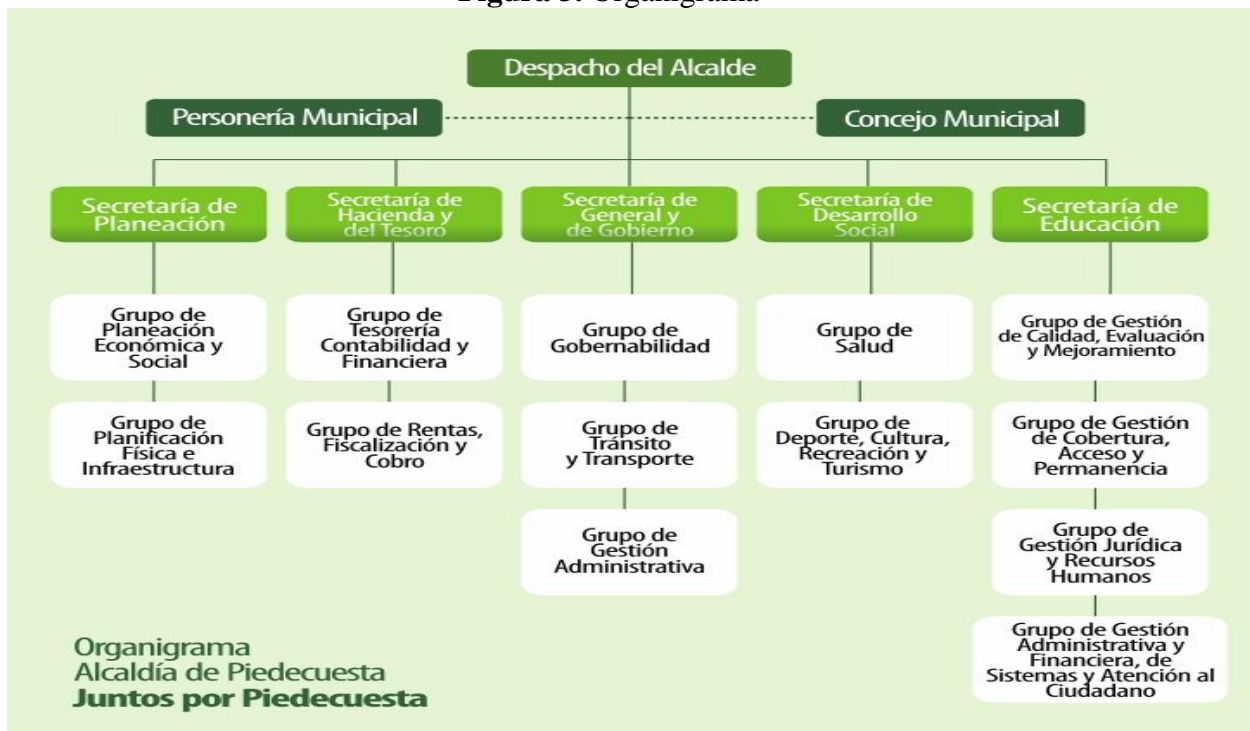 Despacho del Alcalde
Personería Municipal
Concejo Municipal
Secretaría de
Planeación
Secretaría de
Hacienda y
del Tesoro
Secretaría de
General y
de Gobierno
Secretaría de
Desarrollo
Social
Secretaría de
Educación
Grupo de
Planeación
Económica y
Social
Grupo de
Tesorería
Contabilidad y
Financiera
Grupo de
Gobernabilidad
Grupo de
Salud
Grupo de Gestión
de Calidad, Evaluación
y Mejoramiento
Grupo de
Planificación
Física e
Infraestructura
Grupo de Rentas,
Fiscalización y
Cobro
Grupo de
Tránsito
y Transporte
Grupo de
Deporte, Cultura,
Recreación y
Turismo
Grupo de Gestión
de Cobertura,
Acceso y
Permanencia
Grupo de
Gestión
Administrativa
Grupo de
Gestión Jurídica
y Recursos
Humanos
Grupo de Gestión
Administrativa y
Financiera, de
Sistemas y Atención al
Ciudadano
Organigrama
Alcaldía de Piedecuesta
Juntos por Piedecuesta